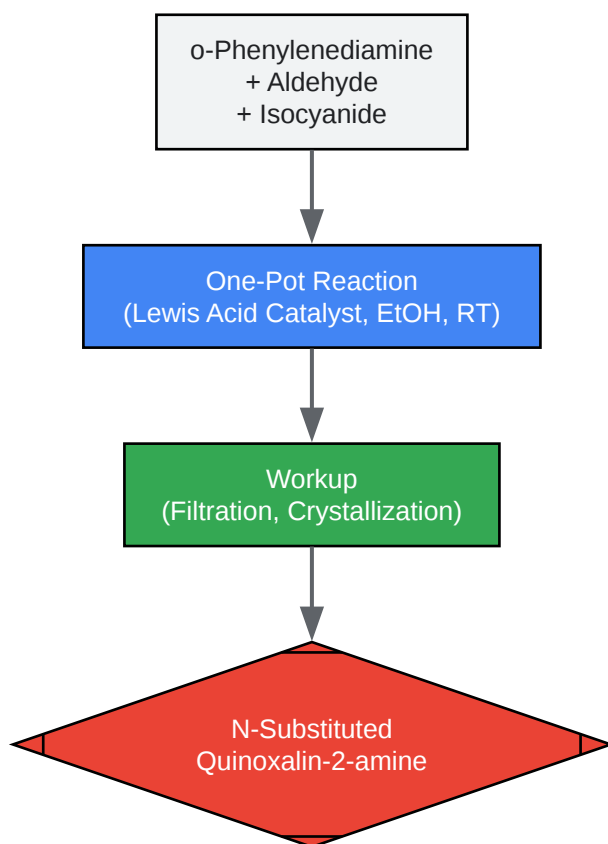 o-Phenylenediamine
+ Aldehyde
+ Isocyanide
One-Pot Reaction
(Lewis Acid Catalyst, EtOH, RT)
Workup
(Filtration, Crystallization)
N-Substituted
Quinoxalin-2-amine